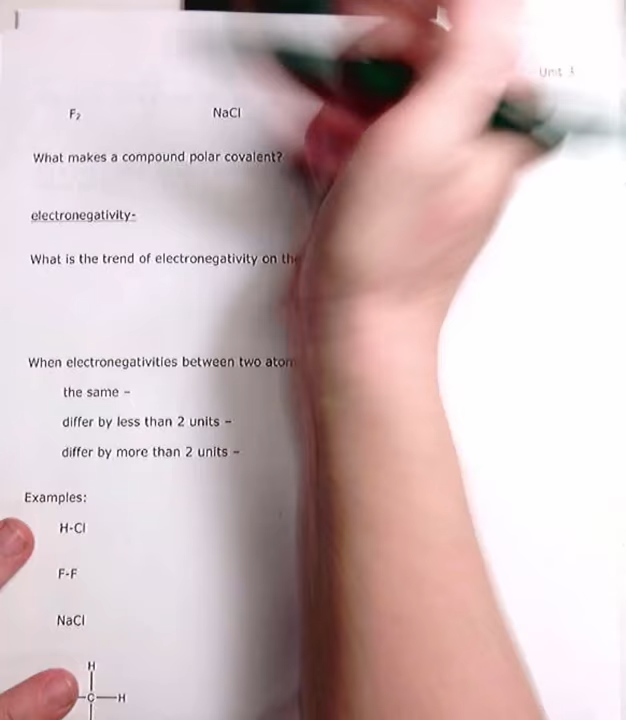 Unit 3
F₂ NaCl
What makes a compound polar covalent?
electronegativity-
What is the trend of electronegativity on the
When electronegativities between two atom
the same –
differ by less than 2 units –
differ by more than 2 units –
Examples:
H-Cl
F-F
NaCl
H
-C—H